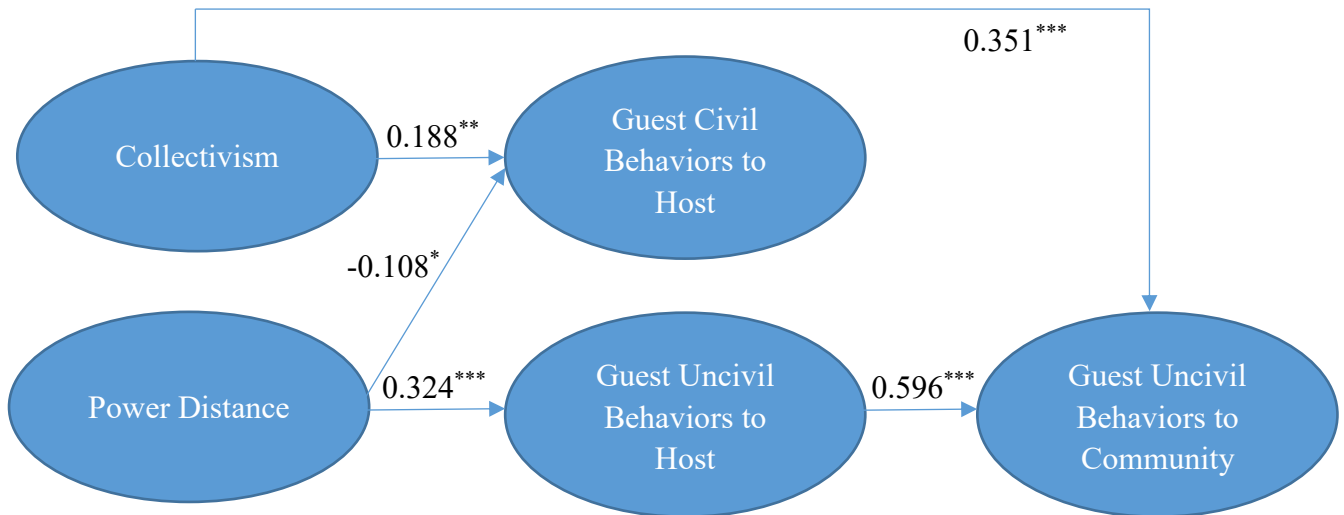 0.351***
Collectivism
0.188**
Guest Civil
Behaviors to
Host
-0.108*
Power Distance
0.324***
Guest Uncivil
Behaviors to
Host
0.596***
Guest Uncivil
Behaviors to
Community